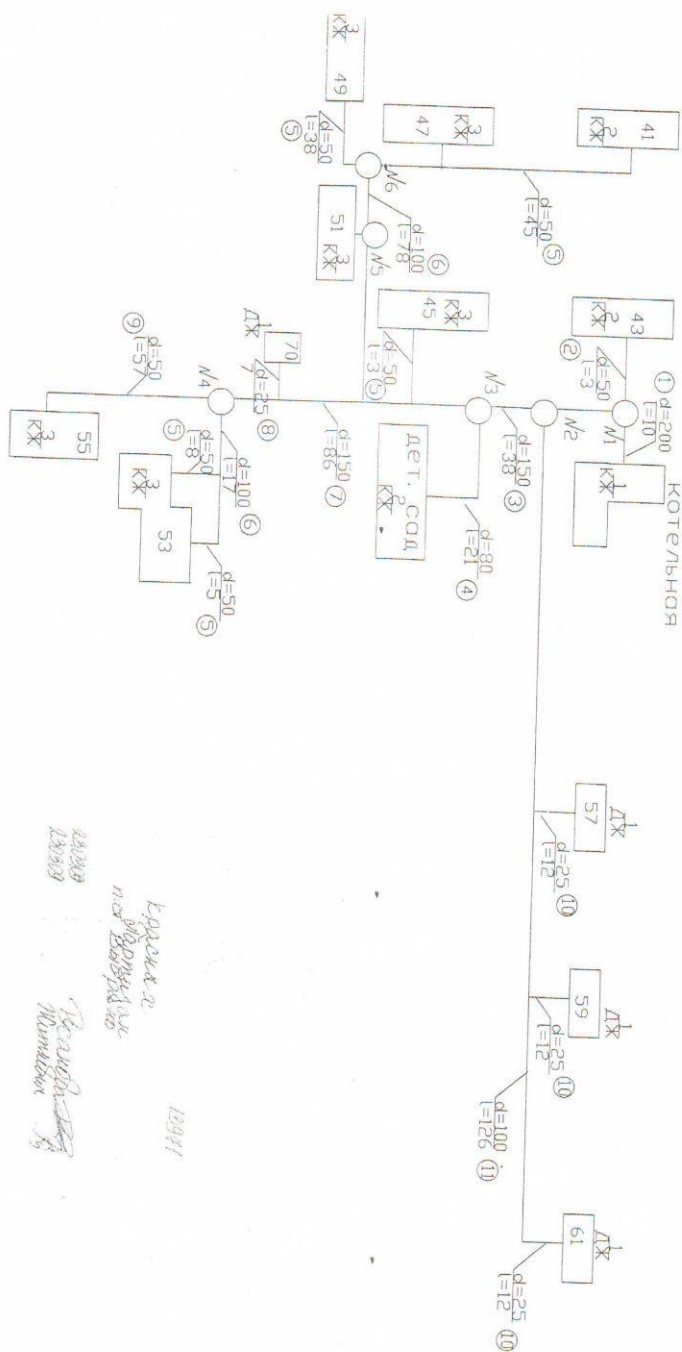 3
КЖ
49
d=50
l=38
⑤
47
3
КЖ
2
КЖ
41
d=50
l=45
⑤
N6
51
3
КЖ
d=100
l=78
⑥
N5
3
КЖ
45
d=50
l=3
⑤
2
КЖ
43
d=50
l=3
②
①
d=200
l=10
N1
1
КЖ
котельная
N2
N3
d=150
l=38
③
дет. сад
2
КЖ
d=80
l=21
④
1
ДЖ
70
d=25
7
⑧
d=150
l=86
⑦
N4
⑨
d=50
l=57
3
КЖ
55
d=50
l=8
⑤
d=100
l=17
⑥
3
КЖ
53
d=50
l=5
⑤
57
1
ДЖ
d=25
l=12
⑩
59
1
ДЖ
d=25
l=12
⑩
d=100
l=126
⑪
61
1
ДЖ
d=25
l=12
⑩